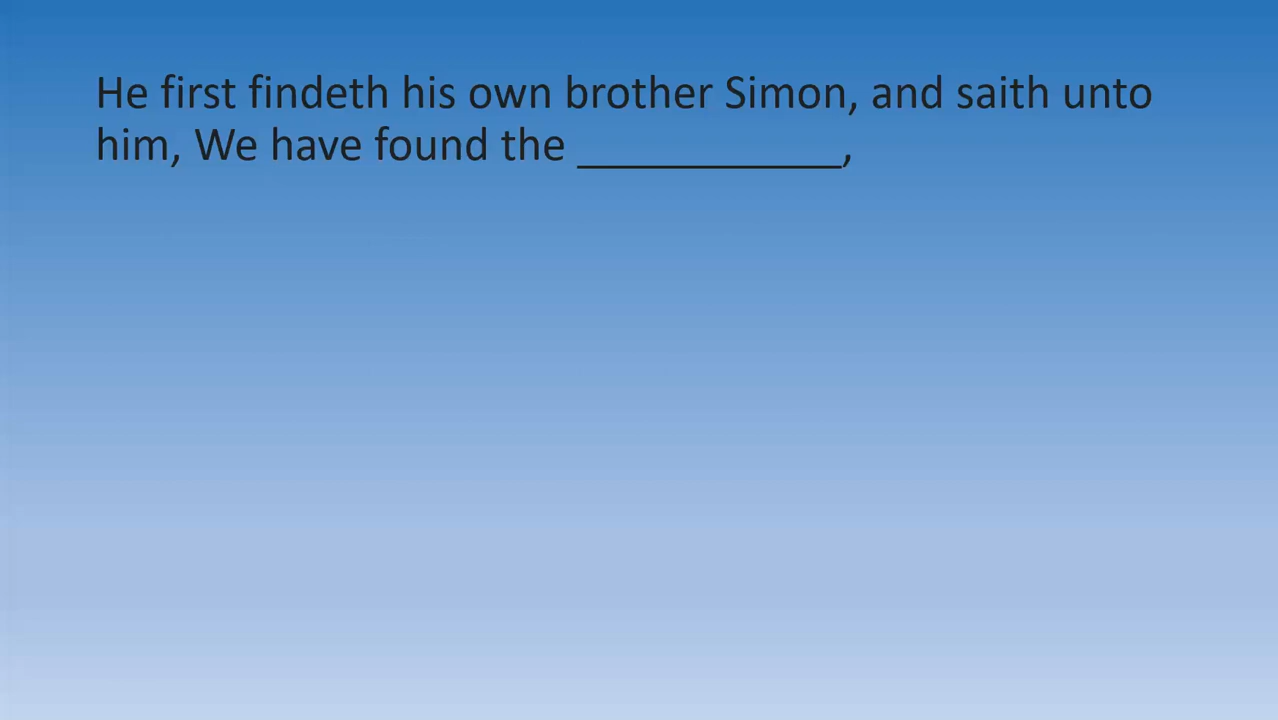 He first findeth his own brother Simon, and saith unto
him, We have found the ____________,